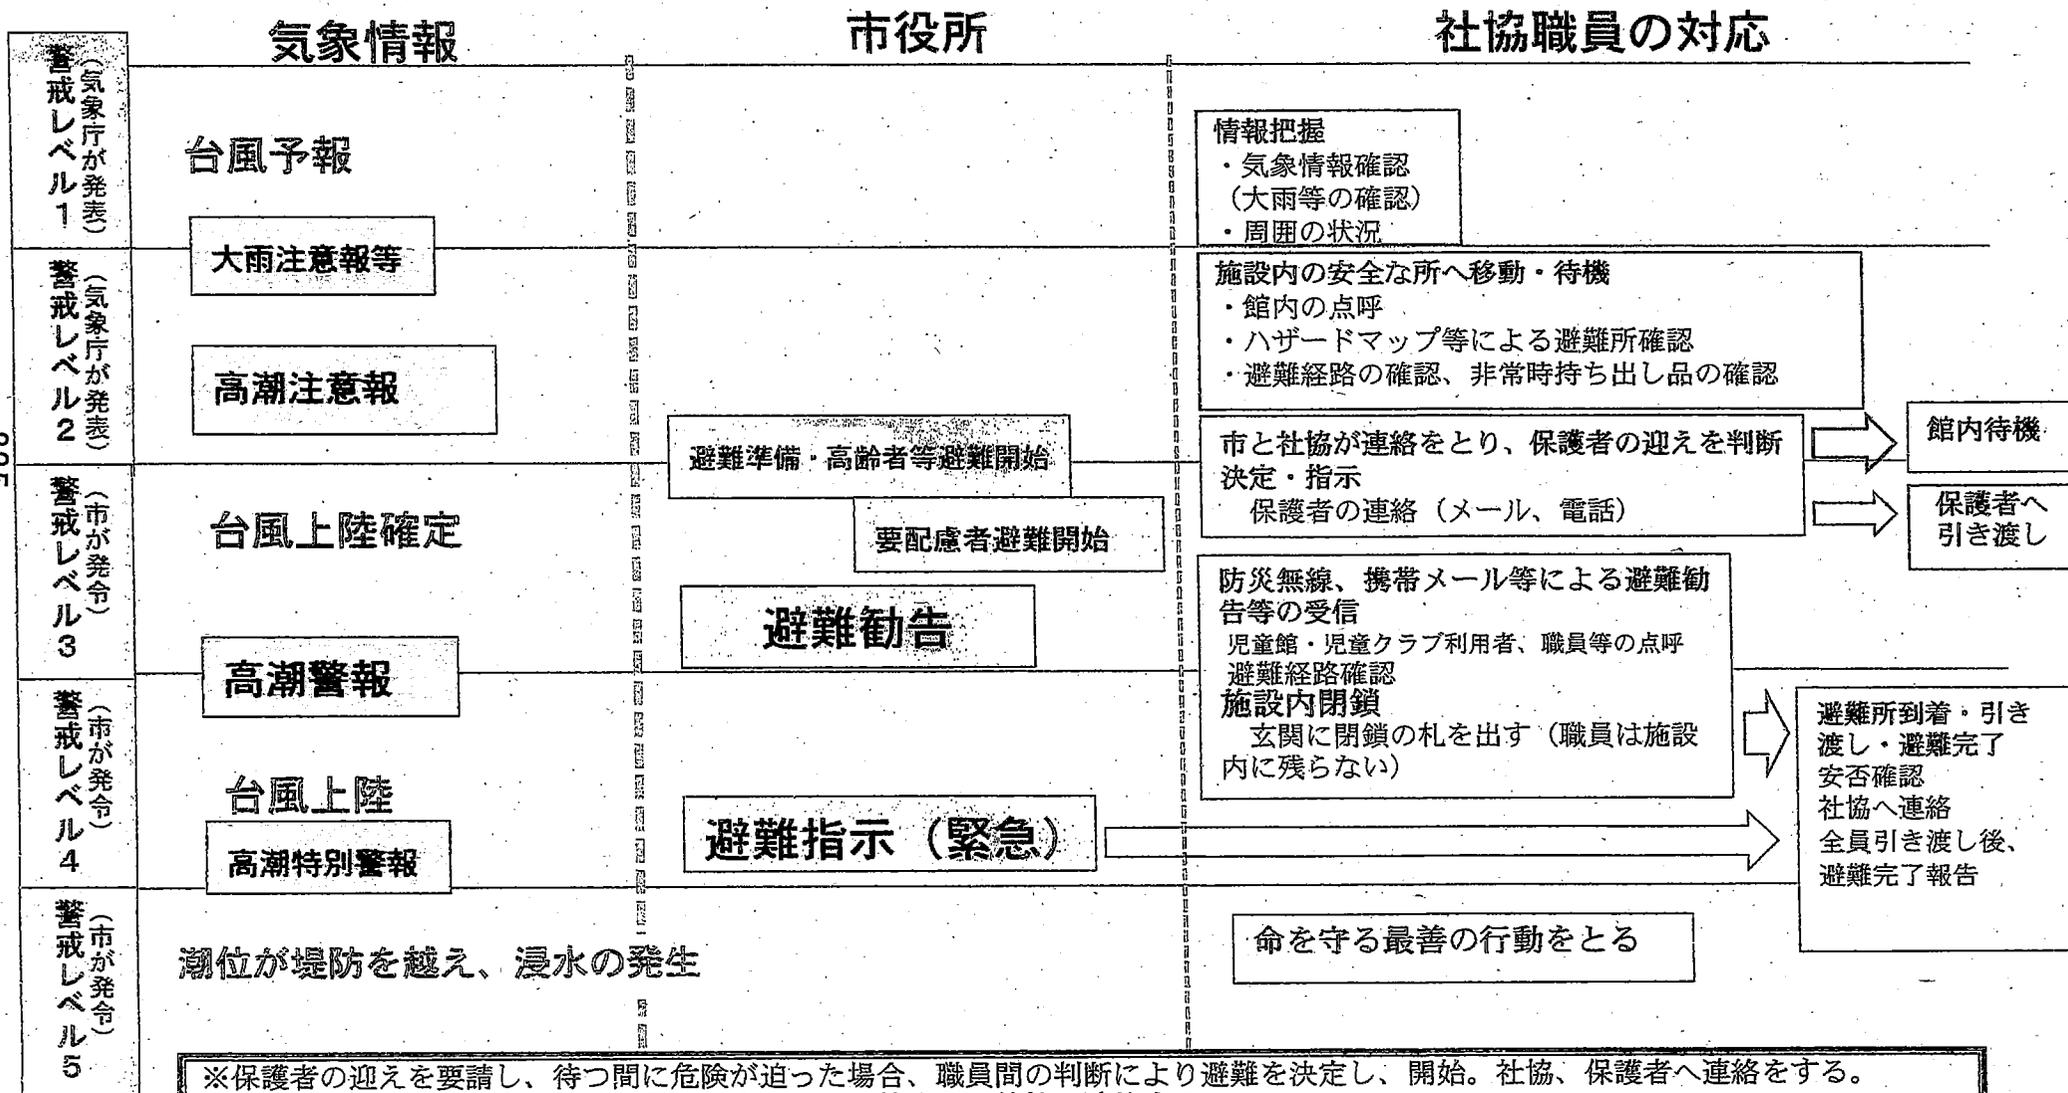 気象情報
市役所
社協職員の対応
警戒レベル1
（気象庁が発表）
台風予報
大雨注意報等
情報把握
・気象情報確認
（大雨等の確認）
・周囲の状況
警戒レベル2
（気象庁が発表）
高潮注意報
施設内の安全な所へ移動・待機
・館内の点呼
・ハザードマップ等による避難所確認
・避難経路の確認、非常時持ち出し品の確認
避難準備・高齢者等避難開始
市と社協が連絡をとり、保護者の迎えを判断
決定・指示
保護者の連絡（メール、電話）
館内待機
保護者へ
引き渡し
警戒レベル3
（市が発令）
台風上陸確定
要配慮者避難開始
避難勧告
高潮警報
防災無線、携帯メール等による避難勧
告等の受信
児童館・児童クラブ利用者、職員等の点呼
避難経路確認
施設内閉鎖
玄関に閉鎖の札を出す（職員は施設
内に残らない）
警戒レベル4
（市が発令）
台風上陸
高潮特別警報
避難指示（緊急）
避難所到着・引き
渡し・避難完了
安否確認
社協へ連絡
全員引き渡し後、
避難完了報告
警戒レベル5
（市が発令）
潮位が堤防を越え、浸水の発生
命を守る最善の行動をとる
※保護者の迎えを要請し、待つ間に危険が迫った場合、職員間の判断により避難を決定し、開始。社協、保護者へ連絡をする。